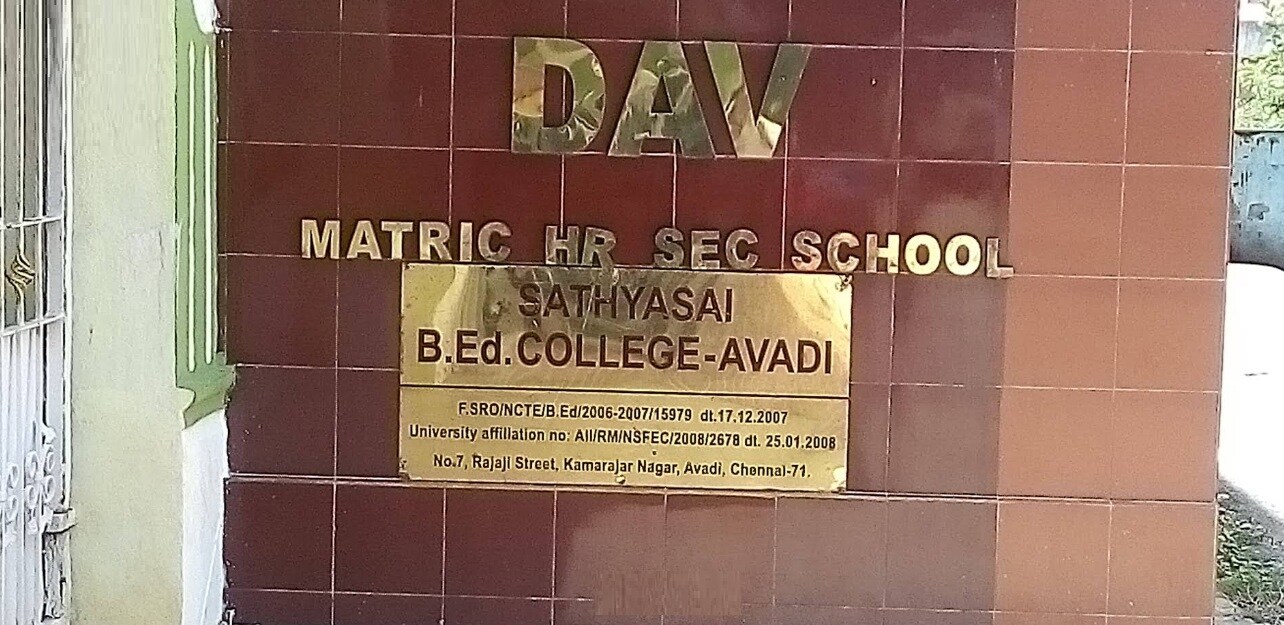 DAV
MATRIC HR SEC SCHOOL
SATHYASAI
B.Ed.COLLEGE-AVADI
F.SRO/NCTE/B.Ed/2006-2007/15979 dt.17.12.2007
University affiliation no: AII/RM/NSFEC/2008/2678 dt. 25.01.2008
No.7, Rajaji Street, Kamarajar Nagar, Avadi, Chennai-71.